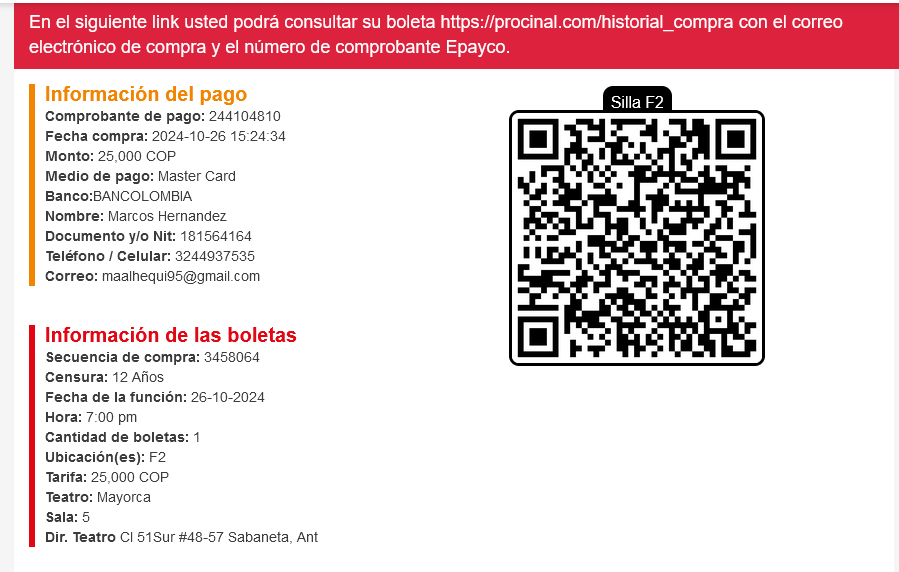 En el siguiente link usted podrá consultar su boleta https://procinal.com/historial_compra con el correo
electrónico de compra y el número de comprobante Epayco.
Información del pago
Comprobante de pago: 244104810
Fecha compra: 2024-10-26 15:24:34
Monto: 25,000 COP
Medio de pago: Master Card
Banco:BANCOLOMBIA
Nombre: Marcos Hernandez
Documento y/o Nit: 181564164
Teléfono / Celular: 3244937535
Correo: maalhequi95@gmail.com
Silla F2
Información de las boletas
Secuencia de compra: 3458064
Censura: 12 Años
Fecha de la función: 26-10-2024
Hora: 7:00 pm
Cantidad de boletas: 1
Ubicación(es): F2
Tarifa: 25,000 COP
Teatro: Mayorca
Sala: 5
Dir. Teatro Cl 51Sur #48-57 Sabaneta, Ant